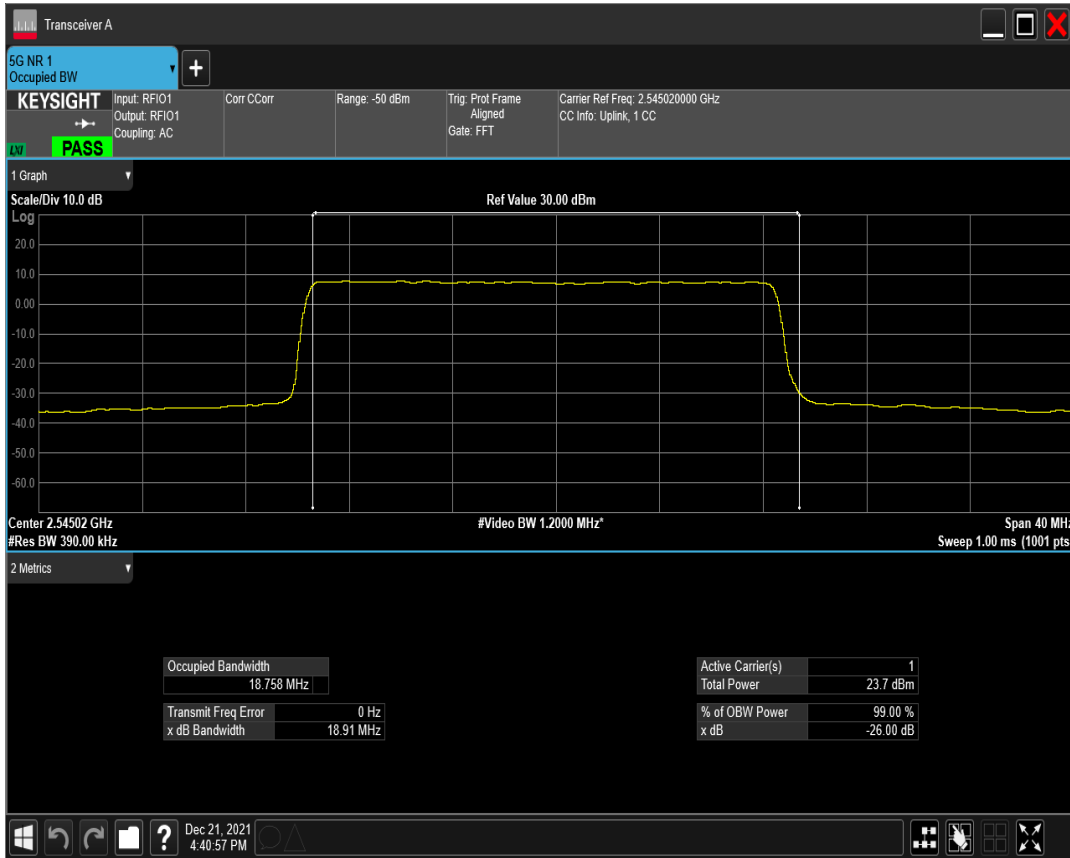 Transceiver A
5G NR 1
Occupied BW
KEYSIGHT
LXI
PASS
Input: RFIO1
Output: RFIO1
Coupling: AC
Corr CCorr
Range: -50 dBm
Trig: Prot Frame
Aligned
Gate: FFT
Carrier Ref Freq: 2.545020000 GHz
CC Info: Uplink, 1 CC
1 Graph
Scale/Div 10.0 dB
Ref Value 30.00 dBm
Log
20.0
10.0
0.00
-10.0
-20.0
-30.0
-40.0
-50.0
-60.0
Center 2.54502 GHz
#Video BW 1.2000 MHz*
Span 40 MHz
#Res BW 390.00 kHz
Sweep 1.00 ms (1001 pts
2 Metrics
Occupied Bandwidth
18.758 MHz
Transmit Freq Error 0 Hz
x dB Bandwidth 18.91 MHz
Active Carrier(s) 1
Total Power 23.7 dBm
% of OBW Power 99.00 %
x dB -26.00 dB
?
Dec 21, 2021
4:40:57 PM